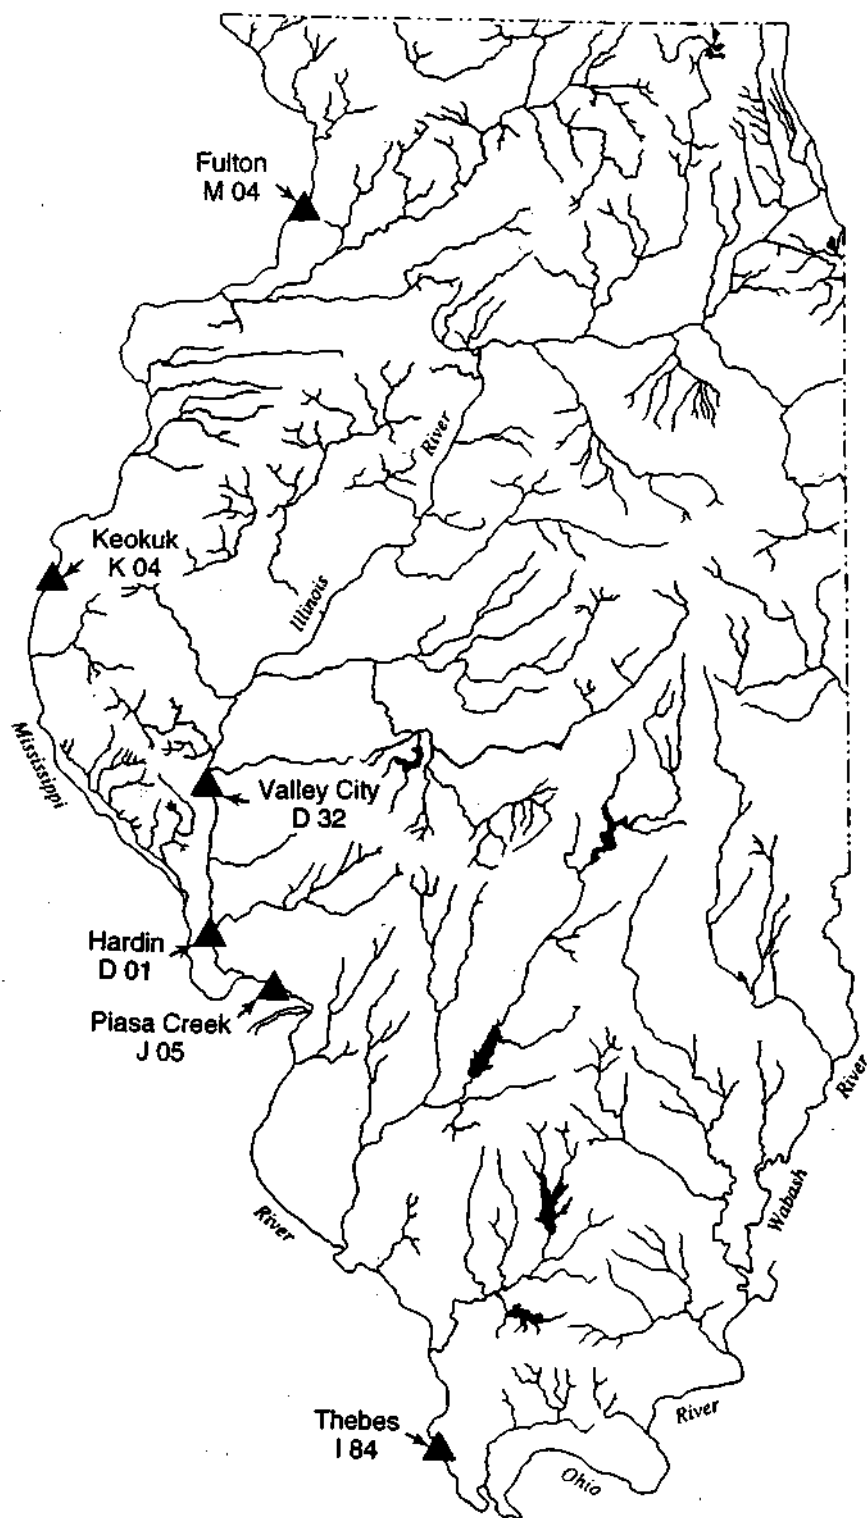 Fulton
M 04
River
Keokuk
K 04
Illinois
Mississippi
Valley City
D 32
Hardin
D 01
Piasa Creek
J 05
River
Wabash
River
Thebes
I 84
River
Ohio